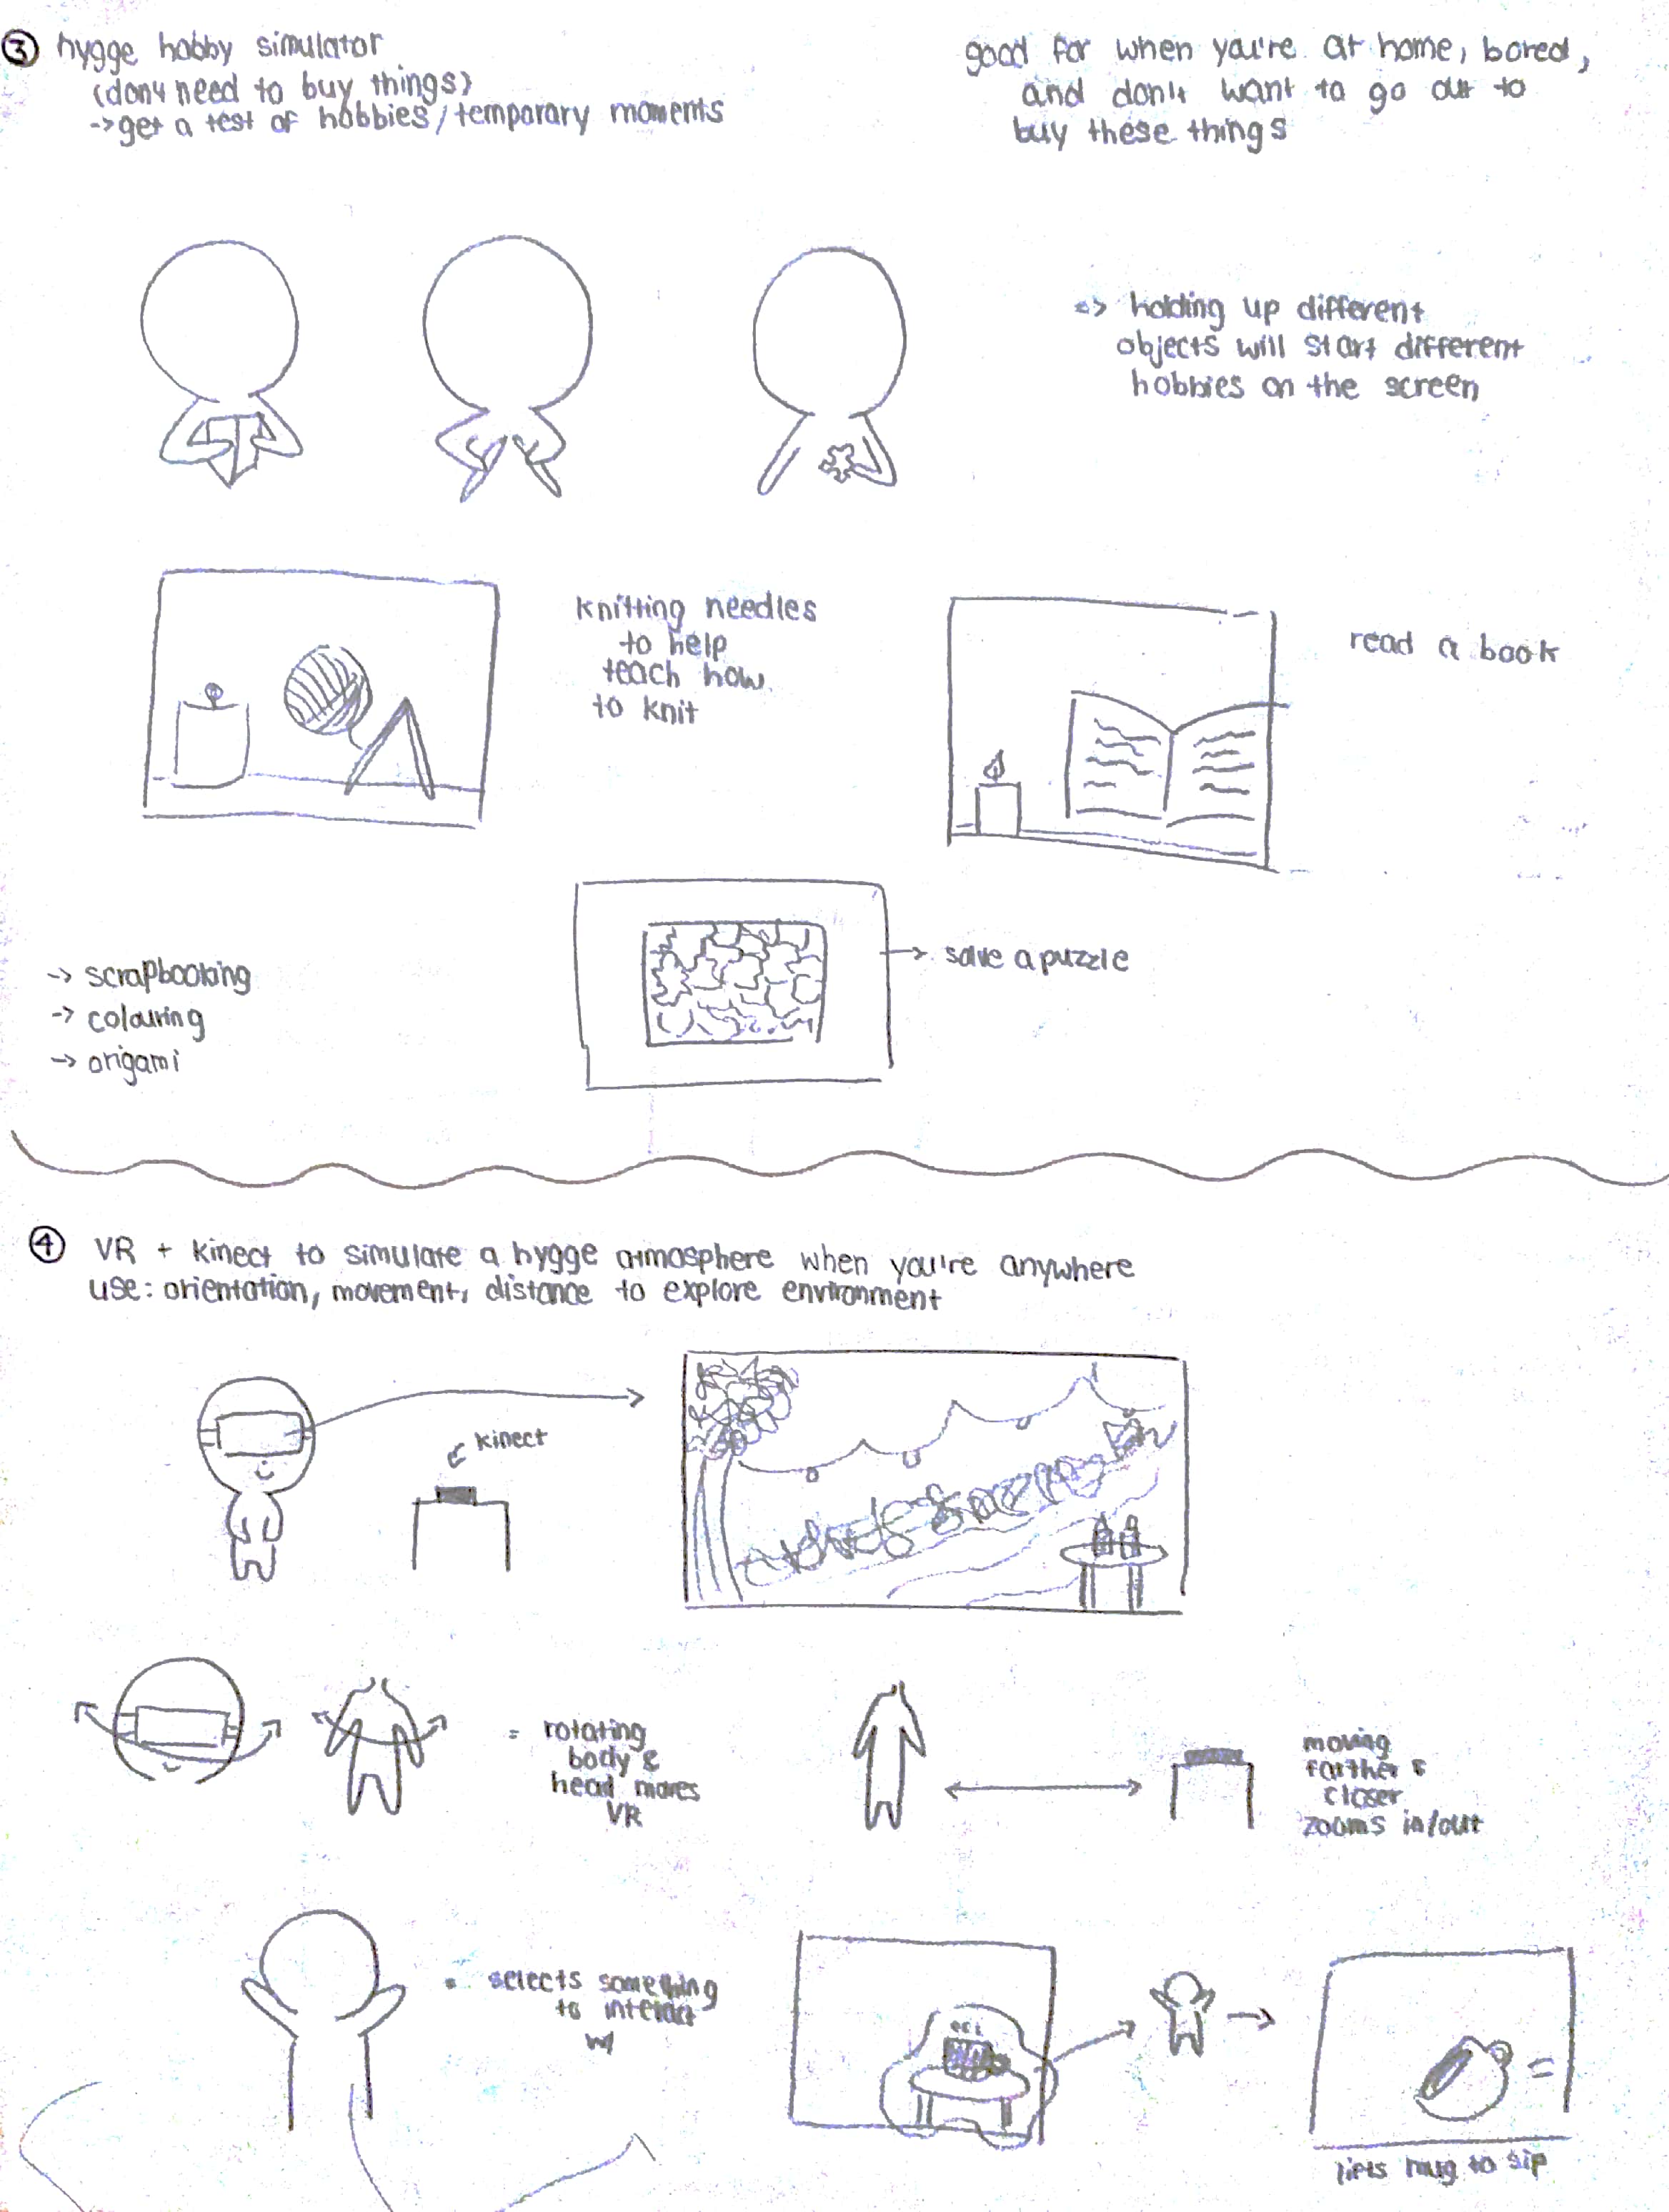 ③ hygge hobby simulator
(don't need to buy things)
-> get a test of hobbies/temporary moments
good for when you're at home, bored,
and don't want to go out to
buy these things
=> holding up different
objects will start different
hobbies on the screen
knitting needles
to help
teach how
to knit
read a book
-> solve a puzzle
-> scrapbooking
-> colouring
-> origami
④ VR + kinect to simulate a hygge atmosphere when you're anywhere
use: orientation, movement, distance to explore environment
kinect
= rotating
body &
head moves
VR
moving
farther &
closer
zooms in/out
= selects something
to interact
w/
lifts mug to sip